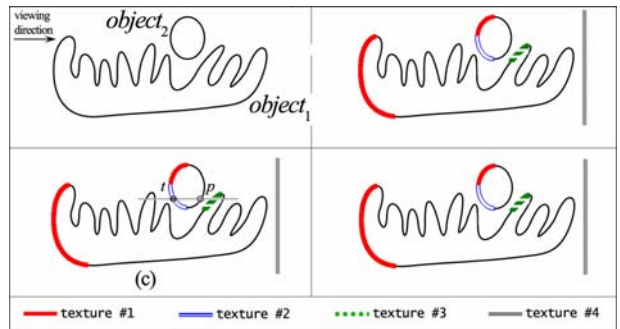 viewing
direction
object2
object1
t p
(c)
texture #1 texture #2 texture #3 texture #4